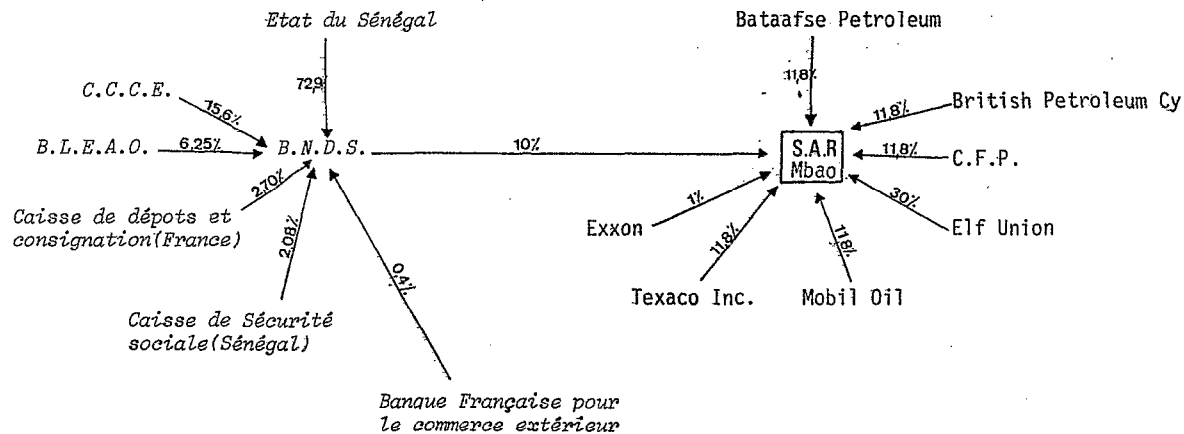 Etat du Sénégal
Bataafse Petroleum
72,9
11,8%
C.C.C.E.
15,6%
British Petroleum Cy
11,8%
B.L.E.A.O.
6,25%
B.N.D.S.
10%
S.A.R
Mbao
11,8%
C.F.P.
2,70%
1%
30%
Caisse de dépots et
consignation(France)
Exxon
Elf Union
2,08%
11,8%
11,8%
0,4%
Texaco Inc.
Mobil Oil
Caisse de Sécurité
sociale(Sénégal)
Banque Française pour
le commerce extérieur